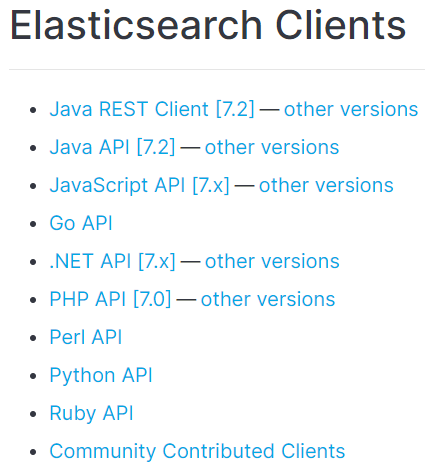 Elasticsearch Clients
Java REST Client [7.2] — other versions
Java API [7.2] — other versions
JavaScript API [7.x] — other versions
Go API
.NET API [7.x] — other versions
PHP API [7.0] — other versions
Perl API
Python API
Ruby API
Community Contributed Clients